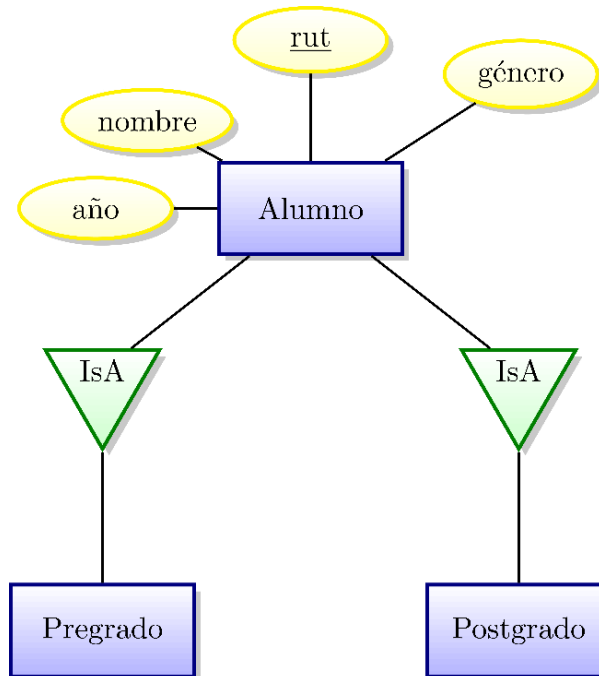 rut
género
nombre
año
Alumno
IsA
IsA
Pregrado
Postgrado